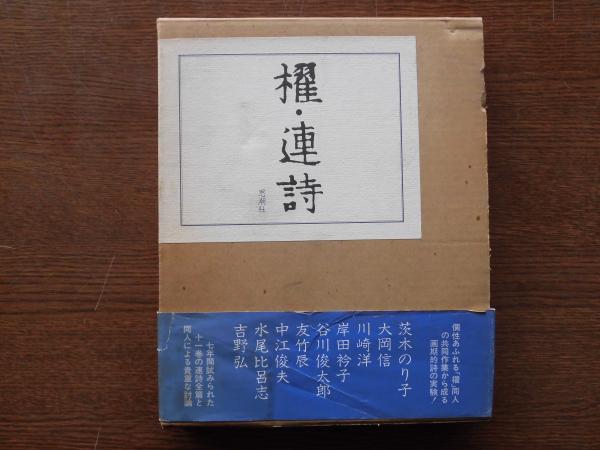 櫂・連詩
思潮社
個性あふれる「櫂」同人
の共同作業から成る
画期的詩の実験!
茨木のり子
大岡信
川崎洋
岸田衿子
谷川俊太郎
友竹辰
中江俊夫
水尾比呂志
吉野弘
七年間試みられた
十一巻の連詩全篇と
同人による貴重な討論